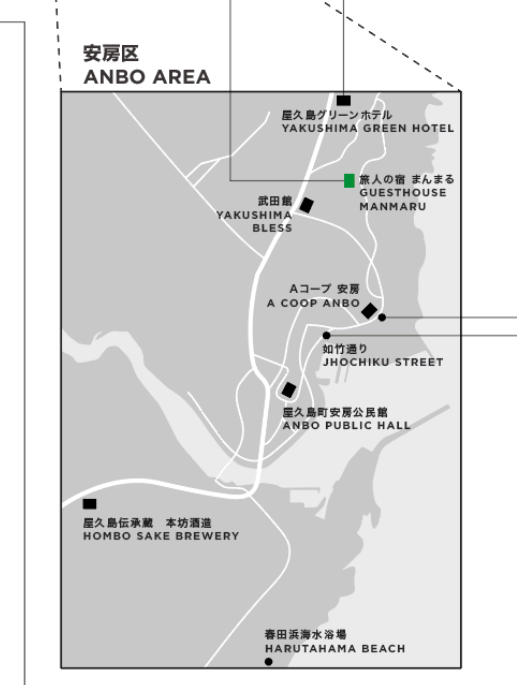 安房区
ANBO AREA
屋久島グリーンホテル
YAKUSHIMA GREEN HOTEL
旅人の宿 まんまる
GUESTHOUSE
MANMARU
武田館
YAKUSHIMA
BLESS
Aコープ 安房
A COOP ANBO
如竹通り
JHOCHIKU STREET
屋久島町安房公民館
ANBO PUBLIC HALL
屋久島伝承蔵　本坊酒造
HOMBO SAKE BREWERY
春田浜海水浴場
HARUTAHAMA BEACH